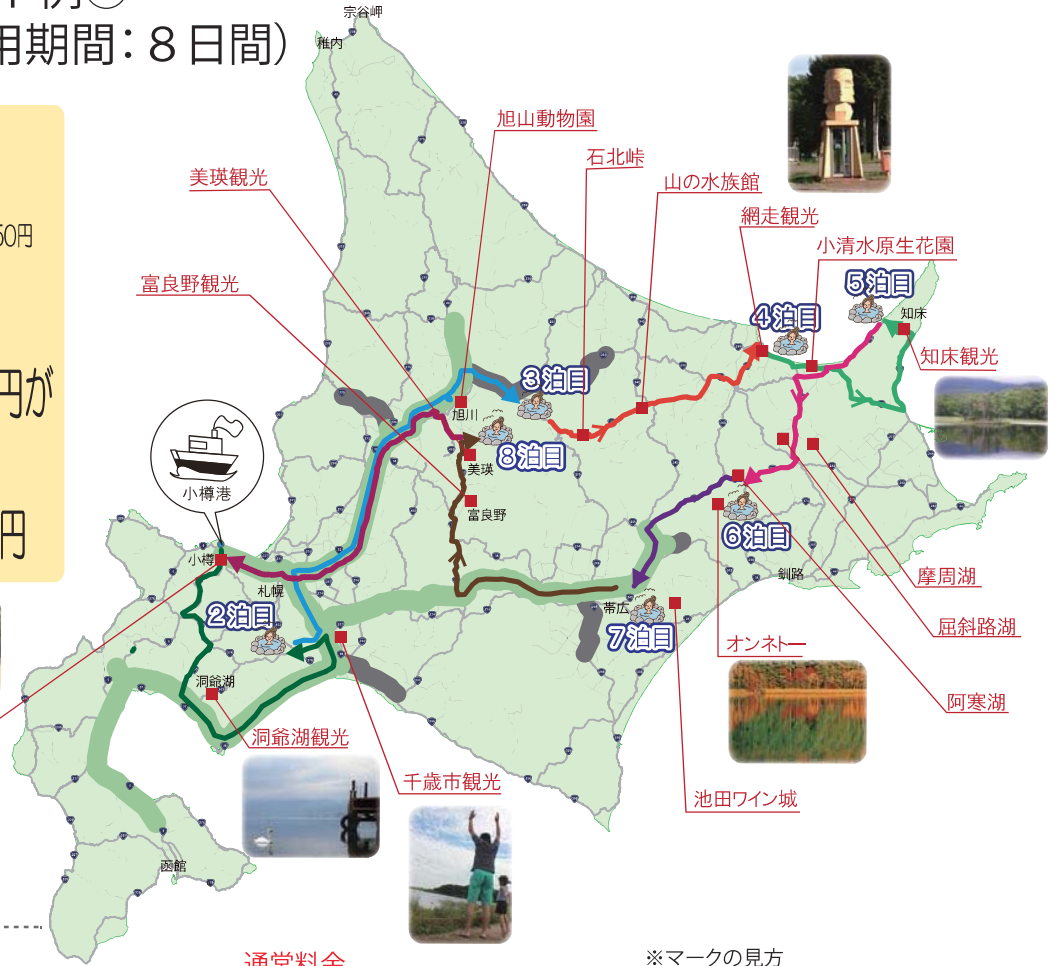 用期間：８日間）
50円
円が
円
宗谷岬
稚内
旭山動物園
石北峠
美瑛観光
山の水族館
網走観光
小清水原生花園
富良野観光
５泊目
４泊目
知床
知床観光
３泊目
旭川
８泊目
美瑛
小樽港
富良野
小樽
札幌
６泊目
釧路
摩周湖
２泊目
帯広
７泊目
屈斜路湖
オンネトー
洞爺湖
阿寒湖
洞爺湖観光
千歳市観光
池田ワイン城
函館
通常料金
※マークの見方